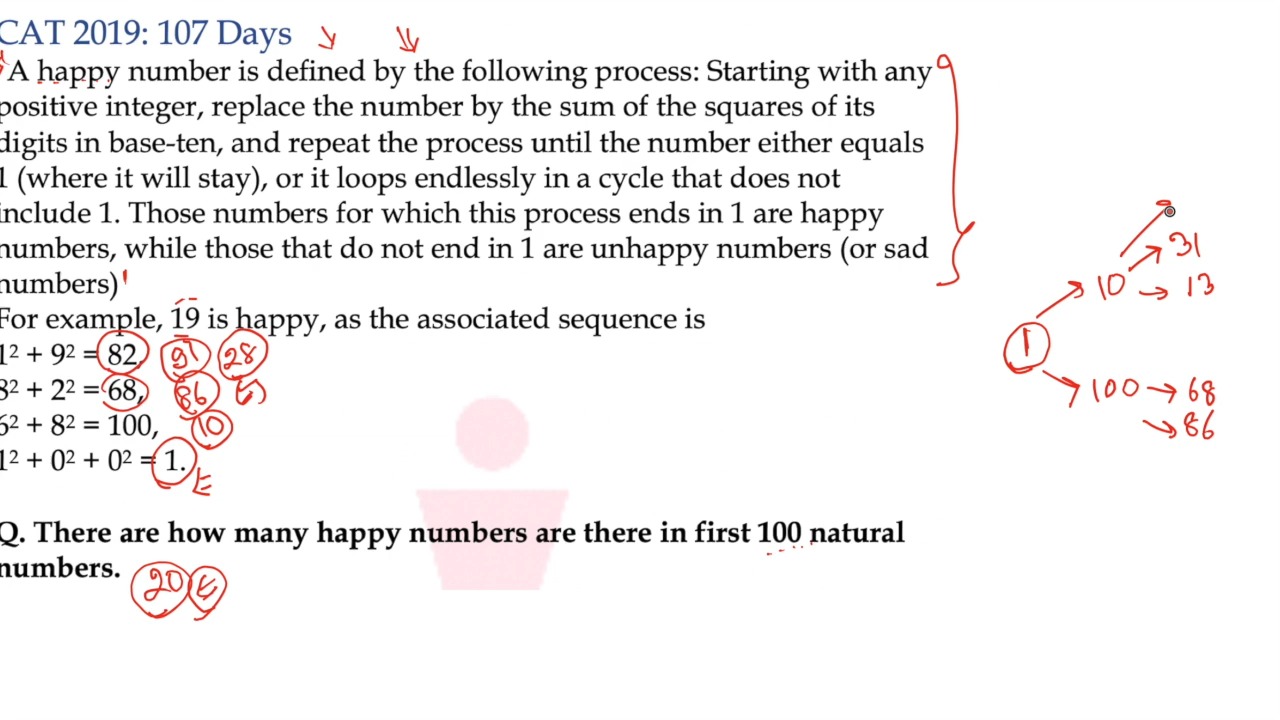 CAT 2019: 107 Days
A happy number is defined by the following process: Starting with any
positive integer, replace the number by the sum of the squares of its
digits in base-ten, and repeat the process until the number either equals
1 (where it will stay), or it loops endlessly in a cycle that does not
include 1. Those numbers for which this process ends in 1 are happy
numbers, while those that do not end in 1 are unhappy numbers (or sad
numbers)
For example, 19 is happy, as the associated sequence is
1² + 9² = 82, 91 28
8² + 2² = 68, 86
6² + 8² = 100, 10
1² + 0² + 0² = 1.
Q. There are how many happy numbers are there in first 100 natural
numbers. 20
31
10 → 13
1
100 → 68
86